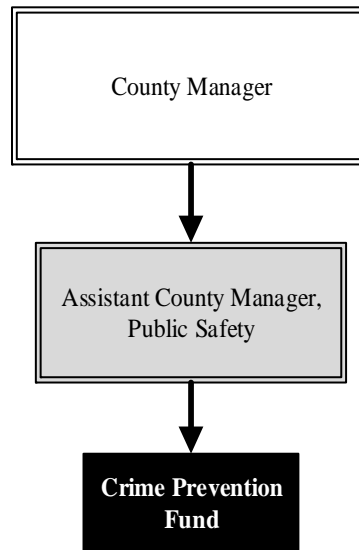 County Manager
Assistant County Manager,
Public Safety
Crime Prevention
Fund